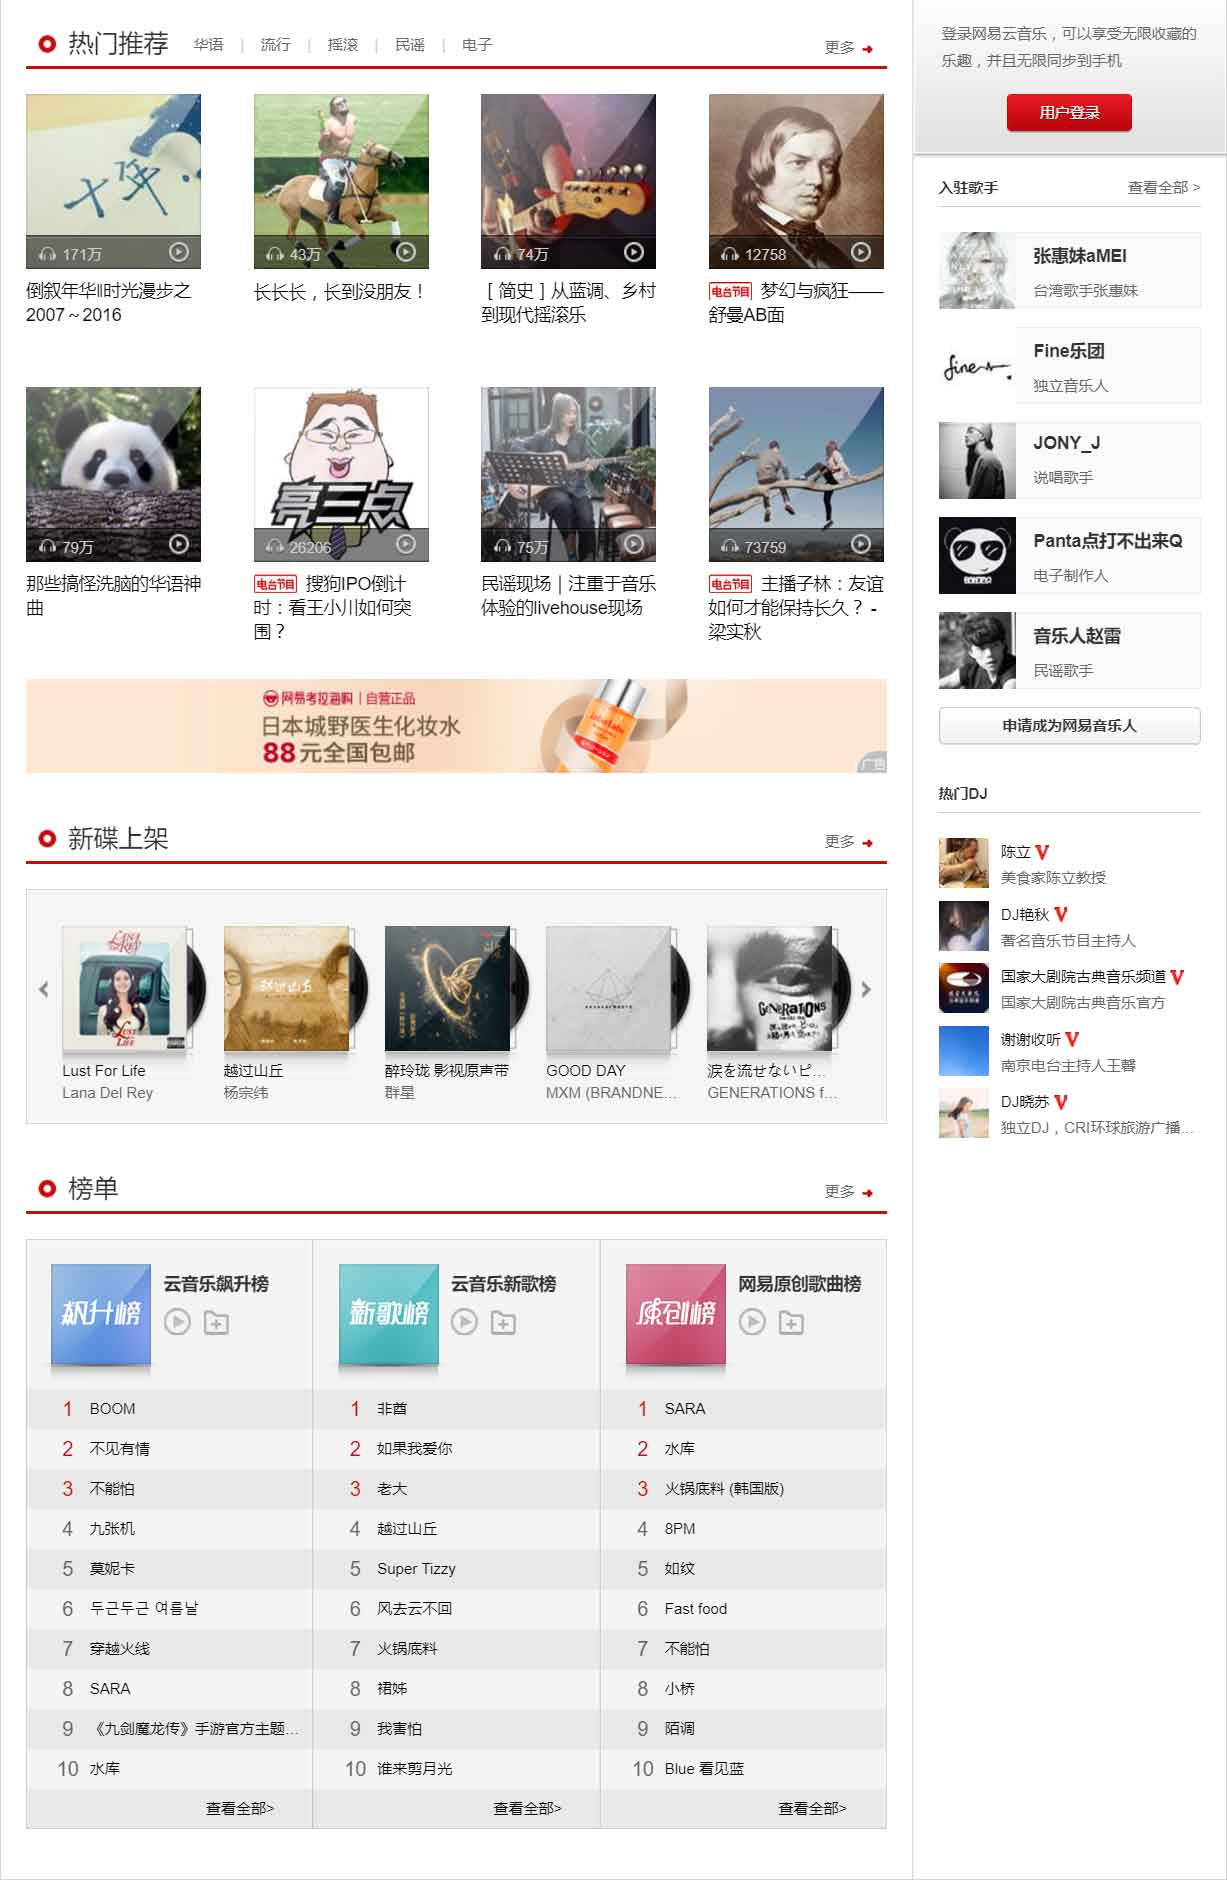 热门推荐 华语 | 流行 | 摇滚 | 民谣 | 电子 更多
171万
43万
74万
12758
倒叙年华‖时光漫步之
2007～2016
长长长，长到没朋友！
［简史］从蓝调、乡村
到现代摇滚乐
电台节目 梦幻与疯狂——
舒曼AB面
亮三点
79万
26206
75万
73759
那些搞怪洗脑的华语神
曲
电台节目 搜狗IPO倒计
时：看王小川如何突
围？
民谣现场｜注重于音乐
体验的livehouse现场
电台节目 主播子林：友谊
如何才能保持长久？ -
梁实秋
网易考拉海购 | 自营正品
日本城野医生化妆水
88元全国包邮
广告
新碟上架 更多
LANA DEL REY
LUST FOR LIFE
越过山丘
GENERATIONS
Lust For Life
Lana Del Rey
越过山丘
杨宗纬
醉玲珑 影视原声带
群星
GOOD DAY
MXM (BRANDNE...
涙を流せないピ...
GENERATIONS f...
榜单 更多
飙升榜
云音乐飙升榜
1 BOOM
2 不见有情
3 不能怕
4 九张机
5 莫妮卡
6 두근두근 여름날
7 穿越火线
8 SARA
9 《九剑魔龙传》手游官方主题...
10 水库
查看全部>
新歌榜
云音乐新歌榜
1 非酋
2 如果我爱你
3 老大
4 越过山丘
5 Super Tizzy
6 风去云不回
7 火锅底料
8 裙姊
9 我害怕
10 谁来剪月光
查看全部>
原创榜
网易原创歌曲榜
1 SARA
2 水库
3 火锅底料 (韩国版)
4 8PM
5 如纹
6 Fast food
7 不能怕
8 小桥
9 陌调
10 Blue 看见蓝
查看全部>
登录网易云音乐，可以享受无限收藏的
乐趣，并且无限同步到手机
用户登录
入驻歌手 查看全部 >
张惠妹aMEI
台湾歌手张惠妹
fine
Fine乐团
独立音乐人
JONY_J
说唱歌手
Panta点打不出来Q
电子制作人
音乐人赵雷
民谣歌手
申请成为网易音乐人
热门DJ
陈立 V
美食家陈立教授
DJ艳秋 V
著名音乐节目主持人
国家大剧院古典音乐频道 V
国家大剧院古典音乐官方
谢谢收听 V
南京电台主持人王馨
DJ晓苏 V
独立DJ，CRI环球旅游广播...